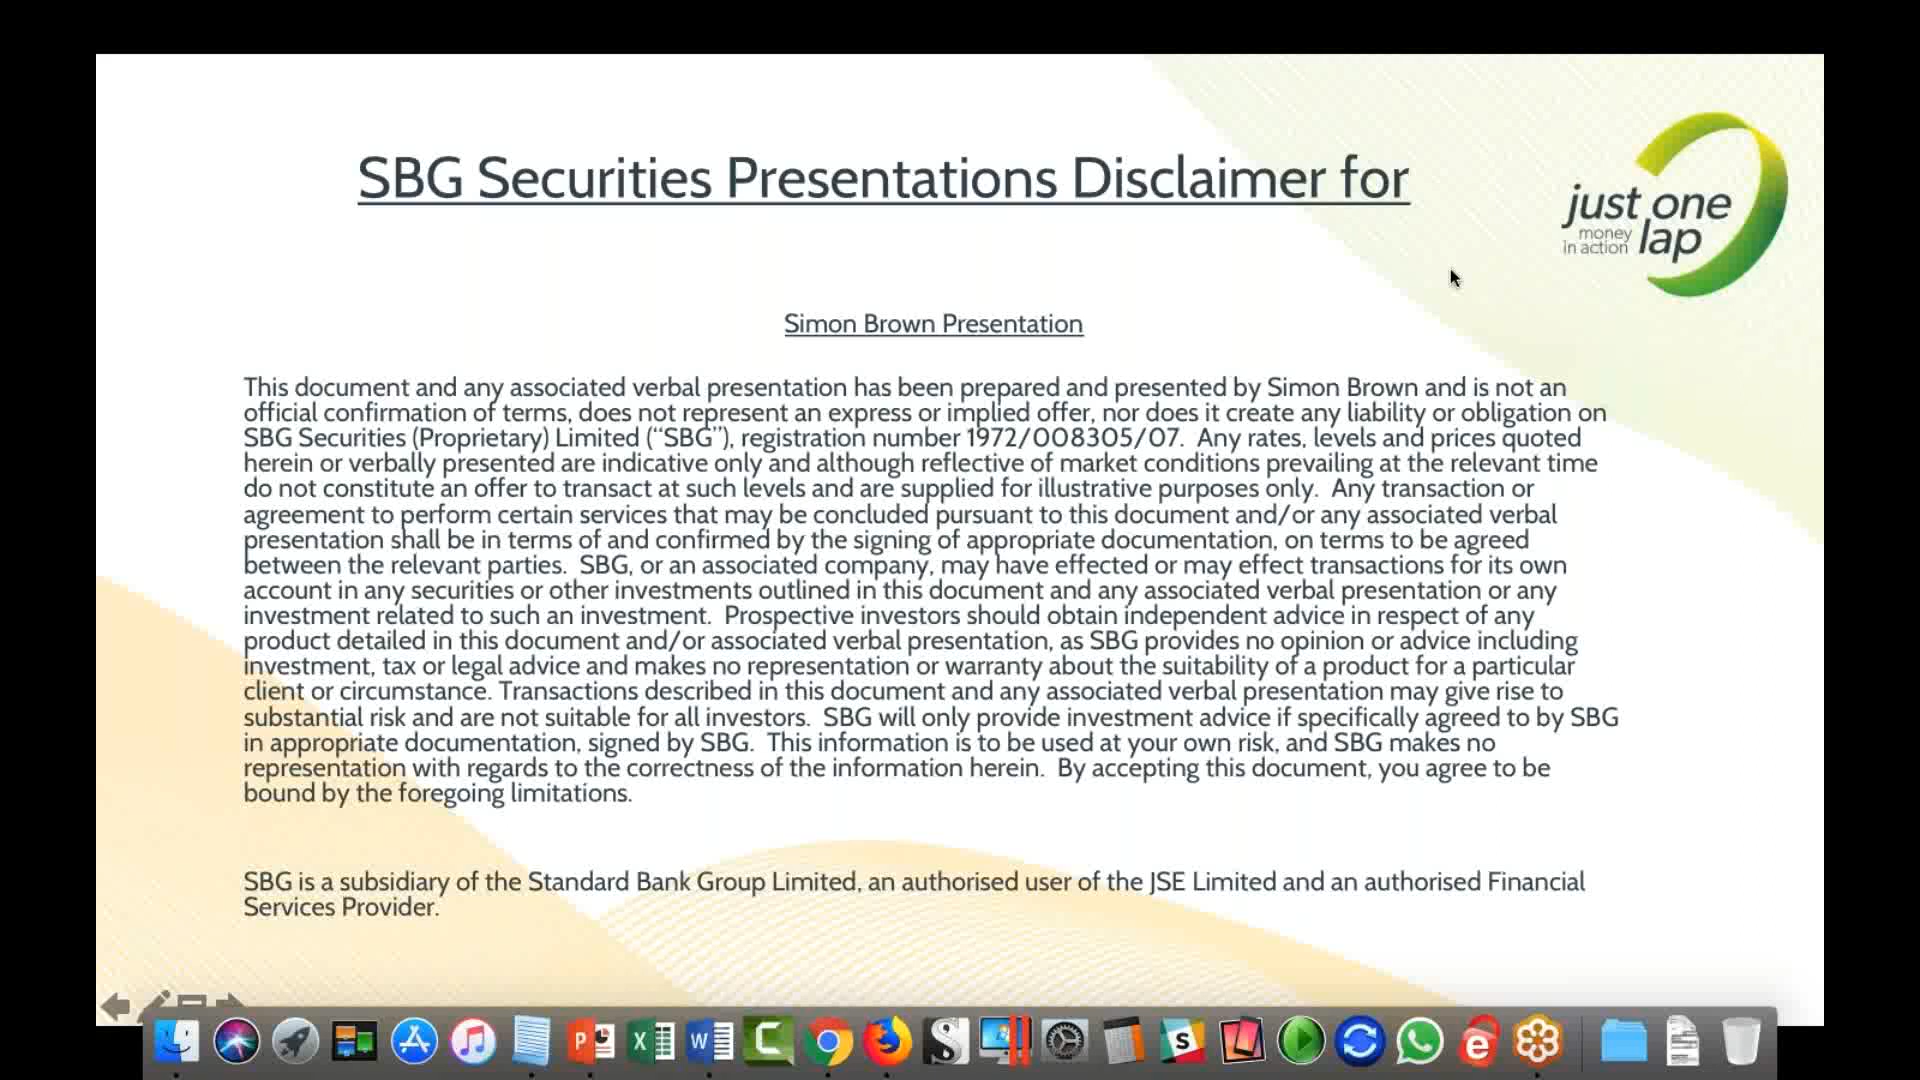 SBG Securities Presentations Disclaimer for
just one
money
in action
lap
Simon Brown Presentation
This document and any associated verbal presentation has been prepared and presented by Simon Brown and is not an
official confirmation of terms, does not represent an express or implied offer, nor does it create any liability or obligation on
SBG Securities (Proprietary) Limited (“SBG”), registration number 1972/008305/07.  Any rates, levels and prices quoted
herein or verbally presented are indicative only and although reflective of market conditions prevailing at the relevant time
do not constitute an offer to transact at such levels and are supplied for illustrative purposes only.  Any transaction or
agreement to perform certain services that may be concluded pursuant to this document and/or any associated verbal
presentation shall be in terms of and confirmed by the signing of appropriate documentation, on terms to be agreed
between the relevant parties.  SBG, or an associated company, may have effected or may effect transactions for its own
account in any securities or other investments outlined in this document and any associated verbal presentation or any
investment related to such an investment.  Prospective investors should obtain independent advice in respect of any
product detailed in this document and/or associated verbal presentation, as SBG provides no opinion or advice including
investment, tax or legal advice and makes no representation or warranty about the suitability of a product for a particular
client or circumstance. Transactions described in this document and any associated verbal presentation may give rise to
substantial risk and are not suitable for all investors.  SBG will only provide investment advice if specifically agreed to by SBG
in appropriate documentation, signed by SBG.  This information is to be used at your own risk, and SBG makes no
representation with regards to the correctness of the information herein.  By accepting this document, you agree to be
bound by the foregoing limitations.
SBG is a subsidiary of the Standard Bank Group Limited, an authorised user of the JSE Limited and an authorised Financial
Services Provider.